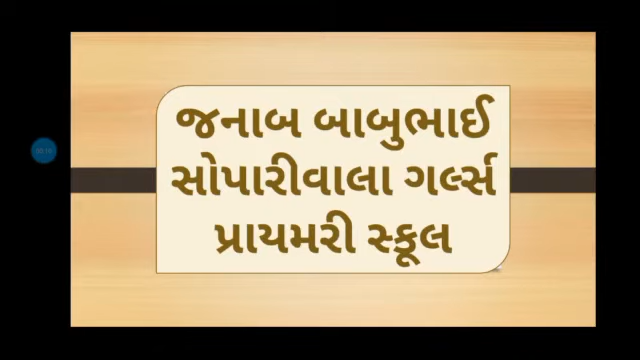 જનાબ બાબુભાઈ
સોપારીવાલા ગર્લ્સ
પ્રાયમરી સ્કૂલ